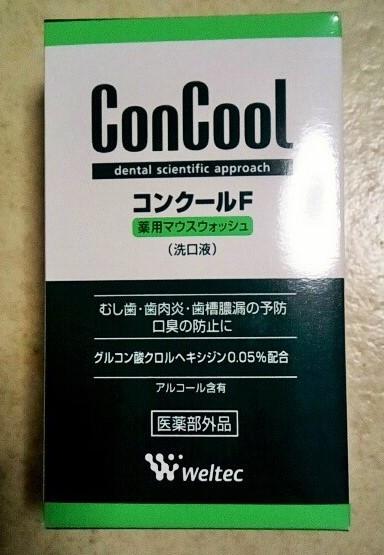 ConCool
dental scientific approach
コンクールF
薬用マウスウォッシュ
(洗口液)
むし歯・歯肉炎・歯槽膿漏の予防
口臭の防止に
グルコン酸クロルヘキシジン0.05%配合
アルコール含有
医薬部外品
Weltec